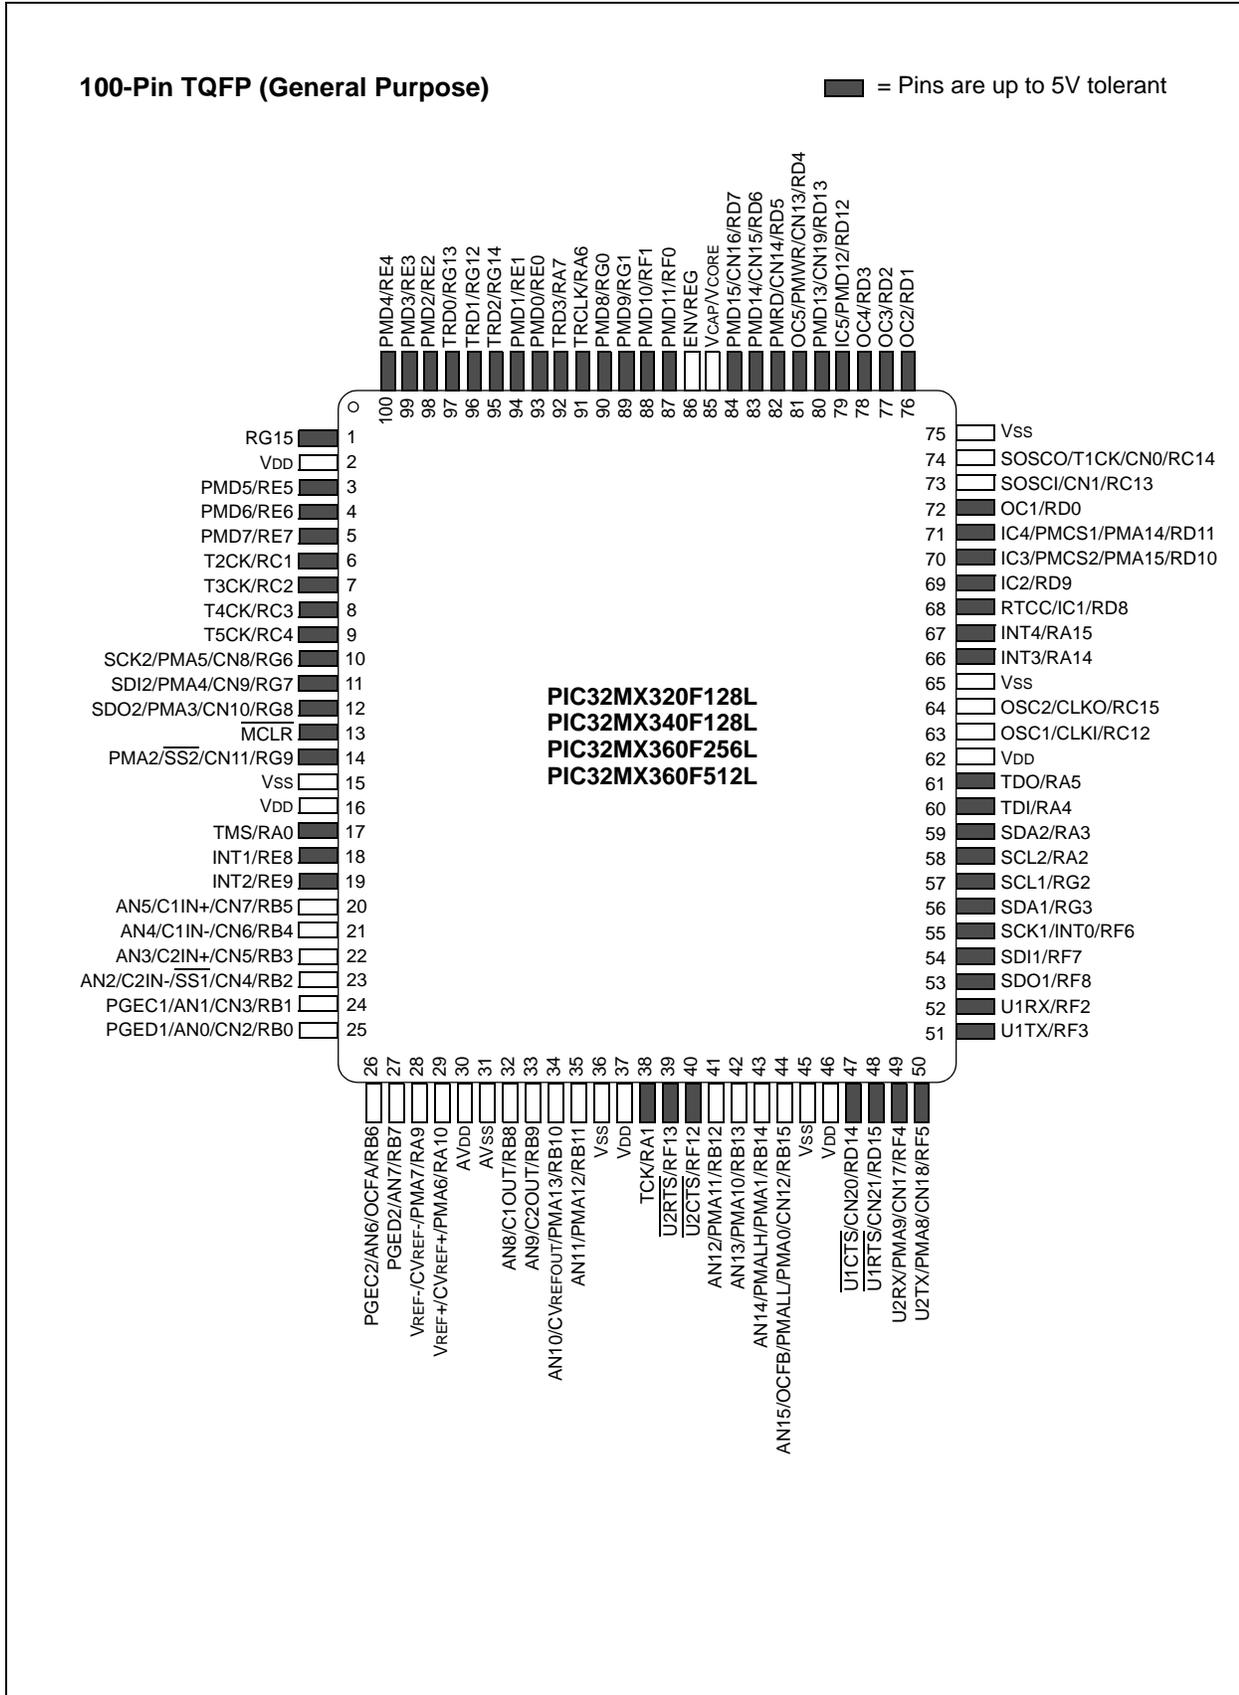 100-Pin TQFP (General Purpose)
= Pins are up to 5V tolerant
100 PMD4/RE4
99 PMD3/RE3
98 PMD2/RE2
97 TRD0/RG13
96 TRD1/RG12
95 TRD2/RG14
94 PMD1/RE1
93 PMD0/RE0
92 TRD3/RA7
91 TRCLK/RA6
90 PMD8/RG0
89 PMD9/RG1
88 PMD10/RF1
87 PMD11/RF0
86 ENVREG
85 VCAP/VCORE
84 PMD15/CN16/RD7
83 PMD14/CN15/RD6
82 PMRD/CN14/RD5
81 OC5/PMWR/CN13/RD4
80 PMD13/CN19/RD13
79 IC5/PMD12/RD12
78 OC4/RD3
77 OC3/RD2
76 OC2/RD1
RG15 1
VDD 2
PMD5/RE5 3
PMD6/RE6 4
PMD7/RE7 5
T2CK/RC1 6
T3CK/RC2 7
T4CK/RC3 8
T5CK/RC4 9
SCK2/PMA5/CN8/RG6 10
SDI2/PMA4/CN9/RG7 11
SDO2/PMA3/CN10/RG8 12
MCLR 13
PMA2/SS2/CN11/RG9 14
VSS 15
VDD 16
TMS/RA0 17
INT1/RE8 18
INT2/RE9 19
AN5/C1IN+/CN7/RB5 20
AN4/C1IN-/CN6/RB4 21
AN3/C2IN+/CN5/RB3 22
AN2/C2IN-/SS1/CN4/RB2 23
PGEC1/AN1/CN3/RB1 24
PGED1/AN0/CN2/RB0 25
PIC32MX320F128L
PIC32MX340F128L
PIC32MX360F256L
PIC32MX360F512L
75 VSS
74 SOSCO/T1CK/CN0/RC14
73 SOSCI/CN1/RC13
72 OC1/RD0
71 IC4/PMCS1/PMA14/RD11
70 IC3/PMCS2/PMA15/RD10
69 IC2/RD9
68 RTCC/IC1/RD8
67 INT4/RA15
66 INT3/RA14
65 VSS
64 OSC2/CLKO/RC15
63 OSC1/CLKI/RC12
62 VDD
61 TDO/RA5
60 TDI/RA4
59 SDA2/RA3
58 SCL2/RA2
57 SCL1/RG2
56 SDA1/RG3
55 SCK1/INT0/RF6
54 SDI1/RF7
53 SDO1/RF8
52 U1RX/RF2
51 U1TX/RF3
26 PGEC2/AN6/OCFA/RB6
27 PGED2/AN7/RB7
28 VREF-/CVREF-/PMA7/RA9
29 VREF+/CVREF+/PMA6/RA10
30 AVDD
31 AVSS
32 AN8/C1OUT/RB8
33 AN9/C2OUT/RB9
34 AN10/CVREFOUT/PMA13/RB10
35 AN11/PMA12/RB11
36 VSS
37 VDD
38 TCK/RA1
39 U2RTS/RF13
40 U2CTS/RF12
41 AN12/PMA11/RB12
42 AN13/PMA10/RB13
43 AN14/PMALH/PMA1/RB14
44 AN15/OCFB/PMALL/PMA0/CN12/RB15
45 VSS
46 VDD
47 U1CTS/CN20/RD14
48 U1RTS/CN21/RD15
49 U2RX/PMA9/CN17/RF4
50 U2TX/PMA8/CN18/RF5